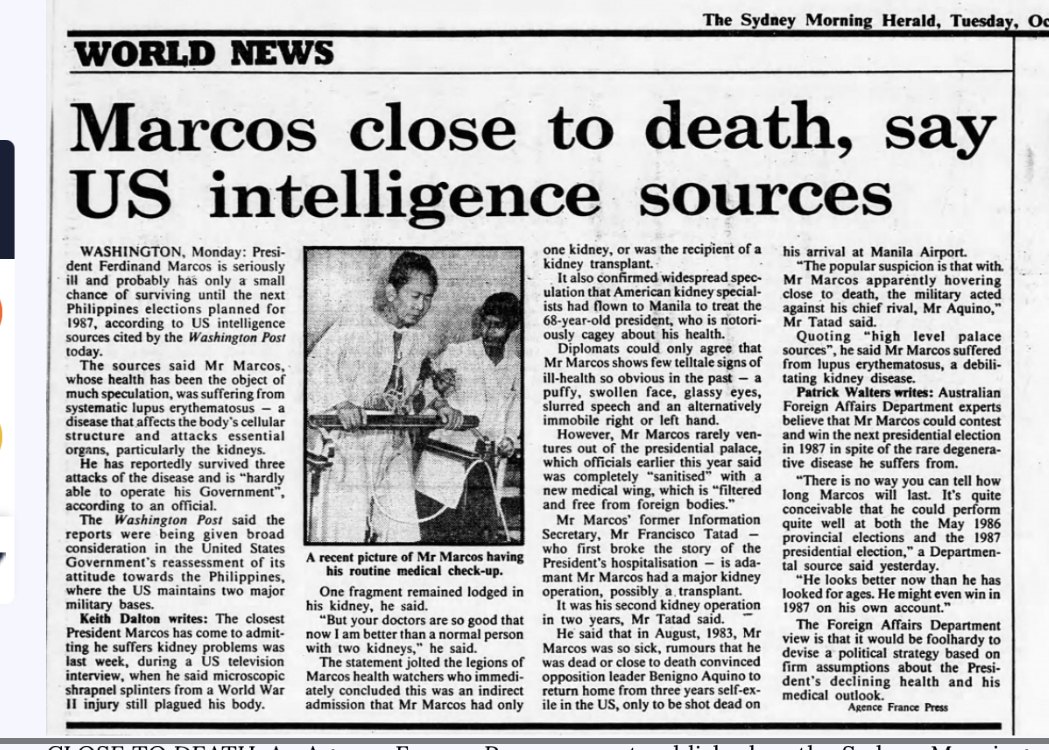 The Sydney Morning Herald, Tuesday, Oc
WORLD NEWS
Marcos close to death, say
US intelligence sources
WASHINGTON, Monday: Presi-
dent Ferdinand Marcos is seriously
ill and probably has only a small
chance of surviving until the next
Philippines elections planned for
1987, according to US intelligence
sources cited by the Washington Post
today.
The sources said Mr Marcos,
whose health has been the object of
much speculation, was suffering from
systematic lupus erythematosus — a
disease that affects the body's cellular
structure and attacks essential
organs, particularly the kidneys.
He has reportedly survived three
attacks of the disease and is "hardly
able to operate his Government",
according to an official.
The Washington Post said the
reports were being given broad
consideration in the United States
Government's reassessment of its
attitude towards the Philippines,
where the US maintains two major
military bases.
Keith Dalton writes: The closest
President Marcos has come to admit-
ting he suffers kidney problems was
last week, during a US television
interview, when he said microscopic
shrapnel splinters from a World War
II injury still plagued his body.
A recent picture of Mr Marcos having
his routine medical check-up.
One fragment remained lodged in
his kidney, he said.
"But your doctors are so good that
now I am better than a normal person
with two kidneys," he said.
The statement jolted the legions of
Marcos health watchers who immedi-
ately concluded this was an indirect
admission that Mr Marcos had only
one kidney, or was the recipient of a
kidney transplant.
It also confirmed widespread spec-
ulation that American kidney special-
ists had flown to Manila to treat the
68-year-old president, who is notori-
ously cagey about his health.
Diplomats could only agree that
Mr Marcos shows few telltale signs of
ill-health so obvious in the past — a
puffy, swollen face, glassy eyes,
slurred speech and an alternatively
immobile right or left hand.
However, Mr Marcos rarely ven-
tures out of the presidential palace,
which officials earlier this year said
was completely "sanitised" with a
new medical wing, which is "filtered
and free from foreign bodies."
Mr Marcos' former Information
Secretary, Mr Francisco Tatad —
who first broke the story of the
President's hospitalisation — is ada-
mant Mr Marcos had a major kidney
operation, possibly a transplant.
It was his second kidney operation
in two years, Mr Tatad said.
He said that in August, 1983, Mr
Marcos was so sick, rumours that he
was dead or close to death convinced
opposition leader Benigno Aquino to
return home from three years self-ex-
ile in the US, only to be shot dead on
his arrival at Manila Airport.
"The popular suspicion is that with
Mr Marcos apparently hovering
close to death, the military acted
against his chief rival, Mr Aquino,"
Mr Tatad said.
Quoting "high level palace
sources", he said Mr Marcos suffered
from lupus erythematosus, a debili-
tating kidney disease.
Patrick Walters writes: Australian
Foreign Affairs Department experts
believe that Mr Marcos could contest
and win the next presidential election
in 1987 in spite of the rare degenera-
tive disease he suffers from.
"There is no way you can tell how
long Marcos will last. It's quite
conceivable that he could perform
quite well at both the May 1986
provincial elections and the 1987
presidential election," a Departmen-
tal source said yesterday.
"He looks better now than he has
looked for ages. He might even win in
1987 on his own account."
The Foreign Affairs Department
view is that it would be foolhardy to
devise a political strategy based on
firm assumptions about the Presi-
dent's declining health and his
medical outlook.
Agence France Press